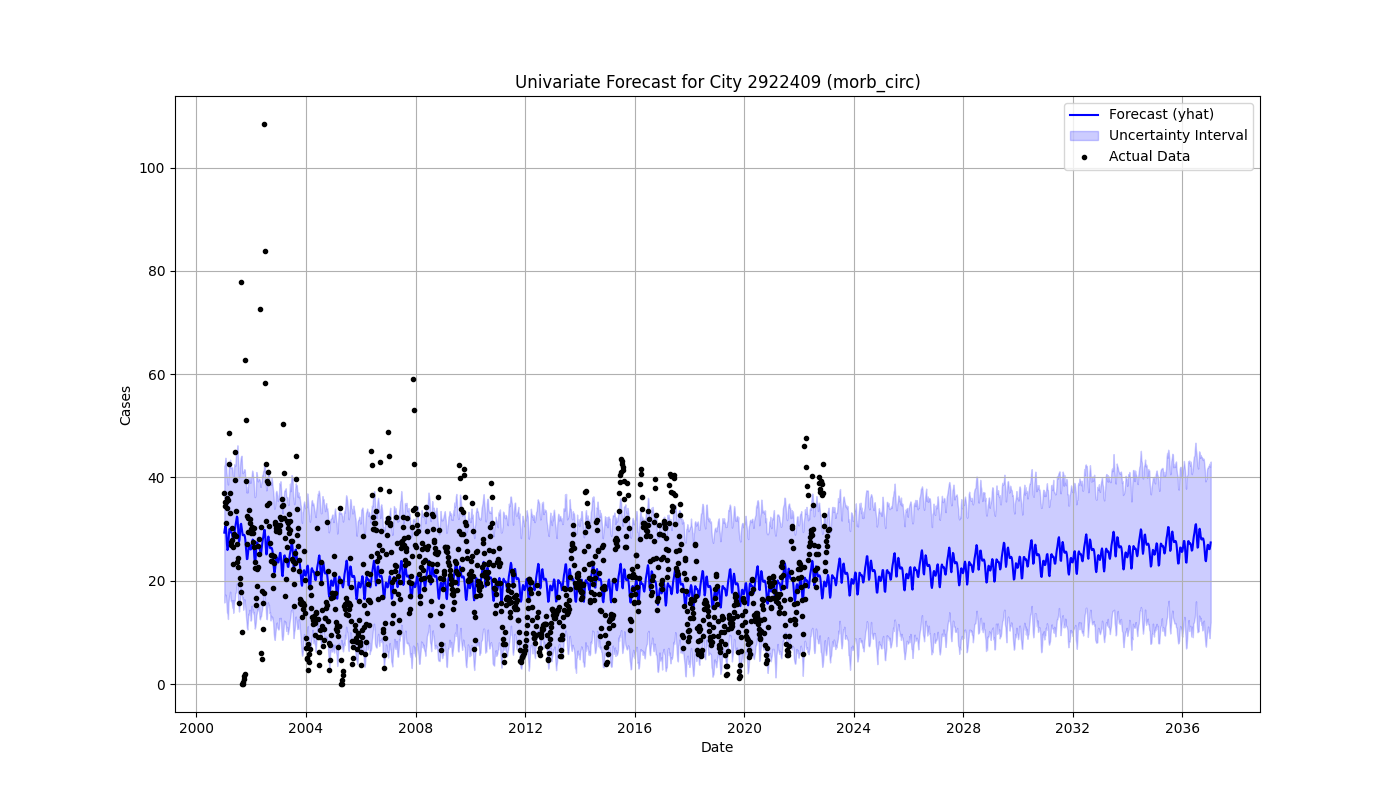 Univariate Forecast for City 2922409 (morb_circ)
Forecast (yhat)
Uncertainty Interval
Actual Data
100
80
60
40
20
0
Cases
2000 2004 2008 2012 2016 2020 2024 2028 2032 2036
Date